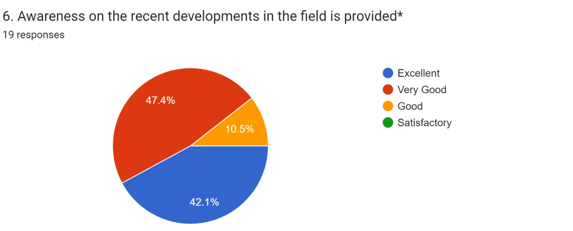 6. Awareness on the recent developments in the field is provided*
19 responses
Excellent
Very Good
Good
Satisfactory
47.4%
10.5%
42.1%